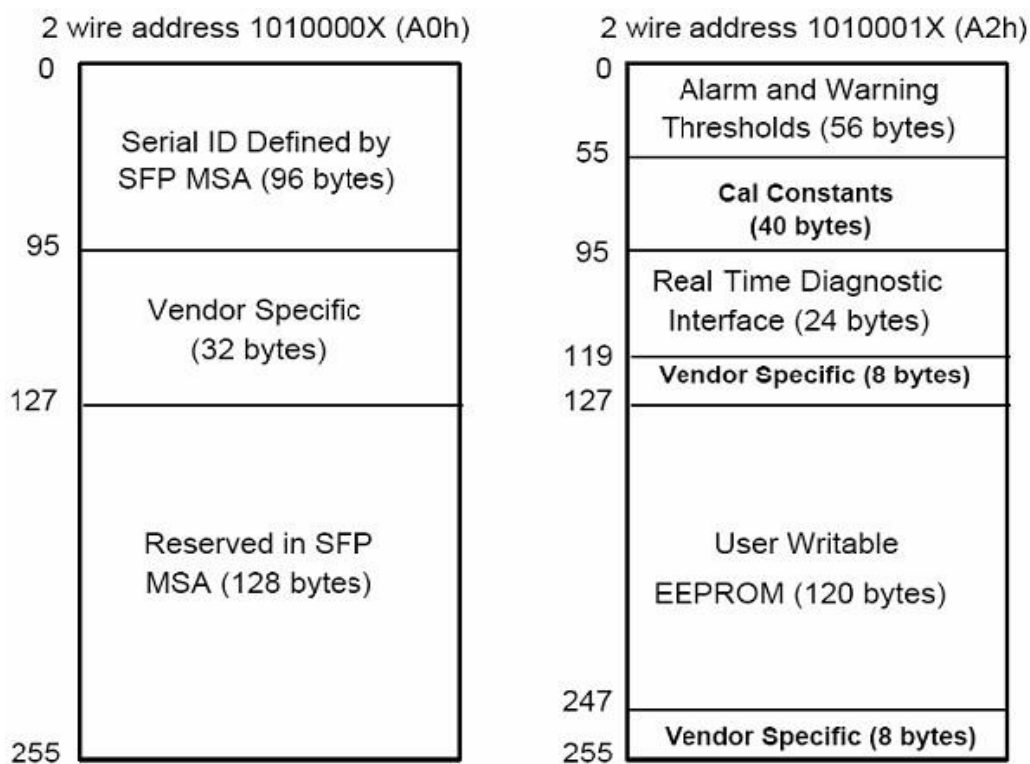 2 wire address 1010000X (A0h)
0
Serial ID Defined by
SFP MSA (96 bytes)
95
Vendor Specific
(32 bytes)
127
Reserved in SFP
MSA (128 bytes)
255
2 wire address 1010001X (A2h)
0
Alarm and Warning
Thresholds (56 bytes)
55
Cal Constants
(40 bytes)
95
Real Time Diagnostic
Interface (24 bytes)
119
Vendor Specific (8 bytes)
127
User Writable
EEPROM (120 bytes)
247
Vendor Specific (8 bytes)
255